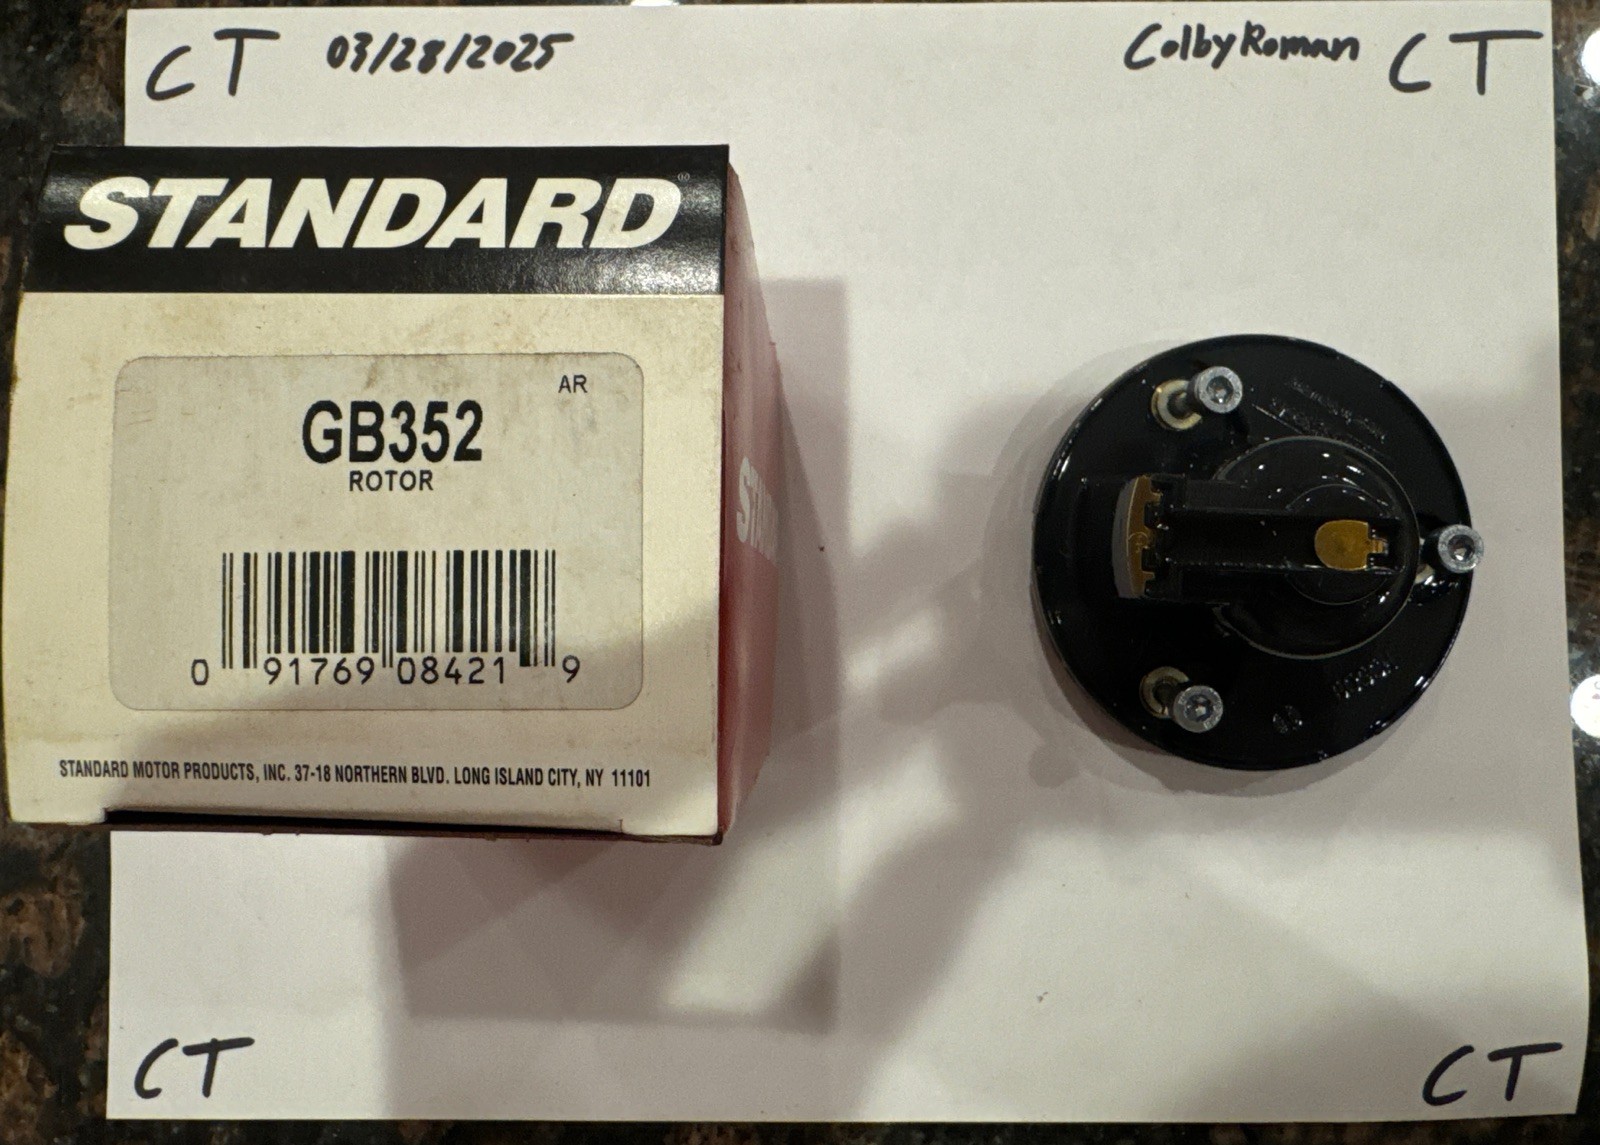 CT 03/28/2025 ColbyRoman CT
STANDARD®
AR
GB352
ROTOR
0 91769 08421 9
STANDARD MOTOR PRODUCTS, INC. 37-18 NORTHERN BLVD. LONG ISLAND CITY, NY 11101
CT CT